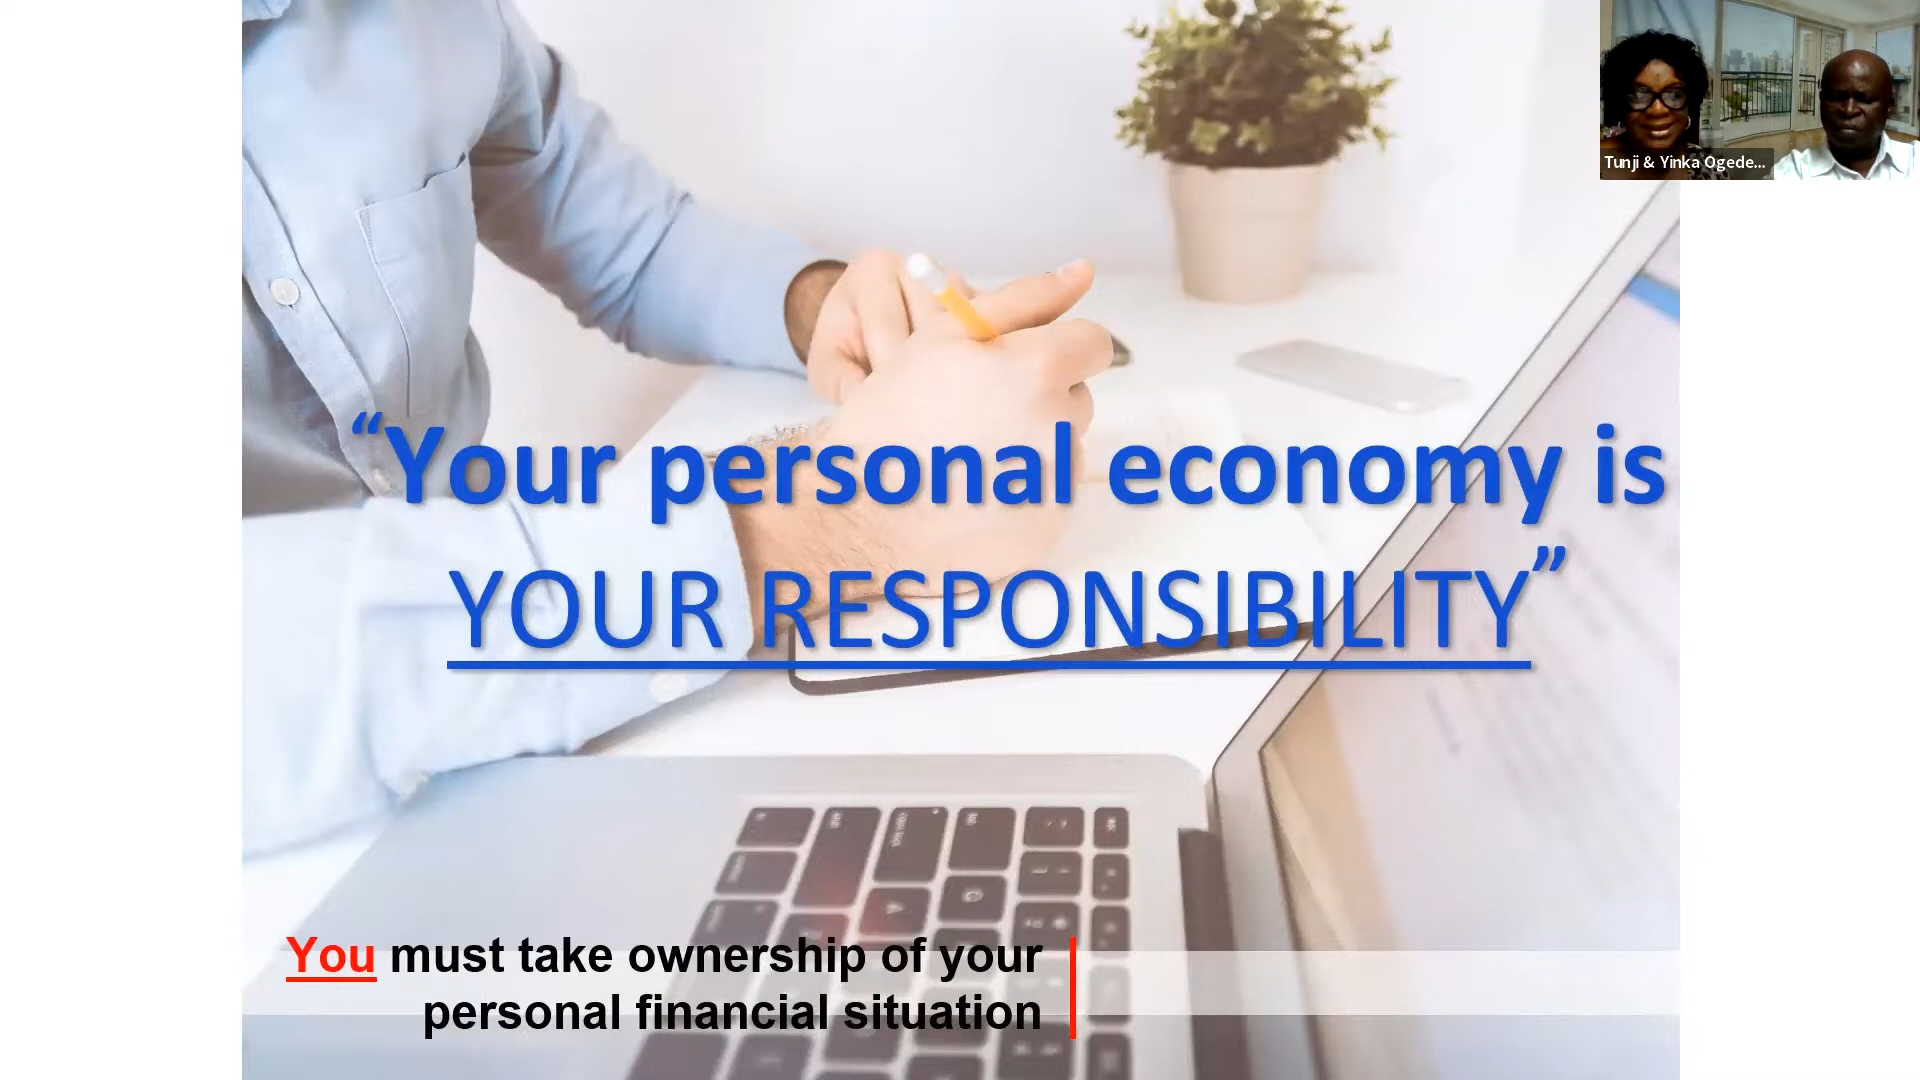 Tunji & Yinka Ogede...
“Your personal economy is
YOUR RESPONSIBILITY”
You must take ownership of your
personal financial situation